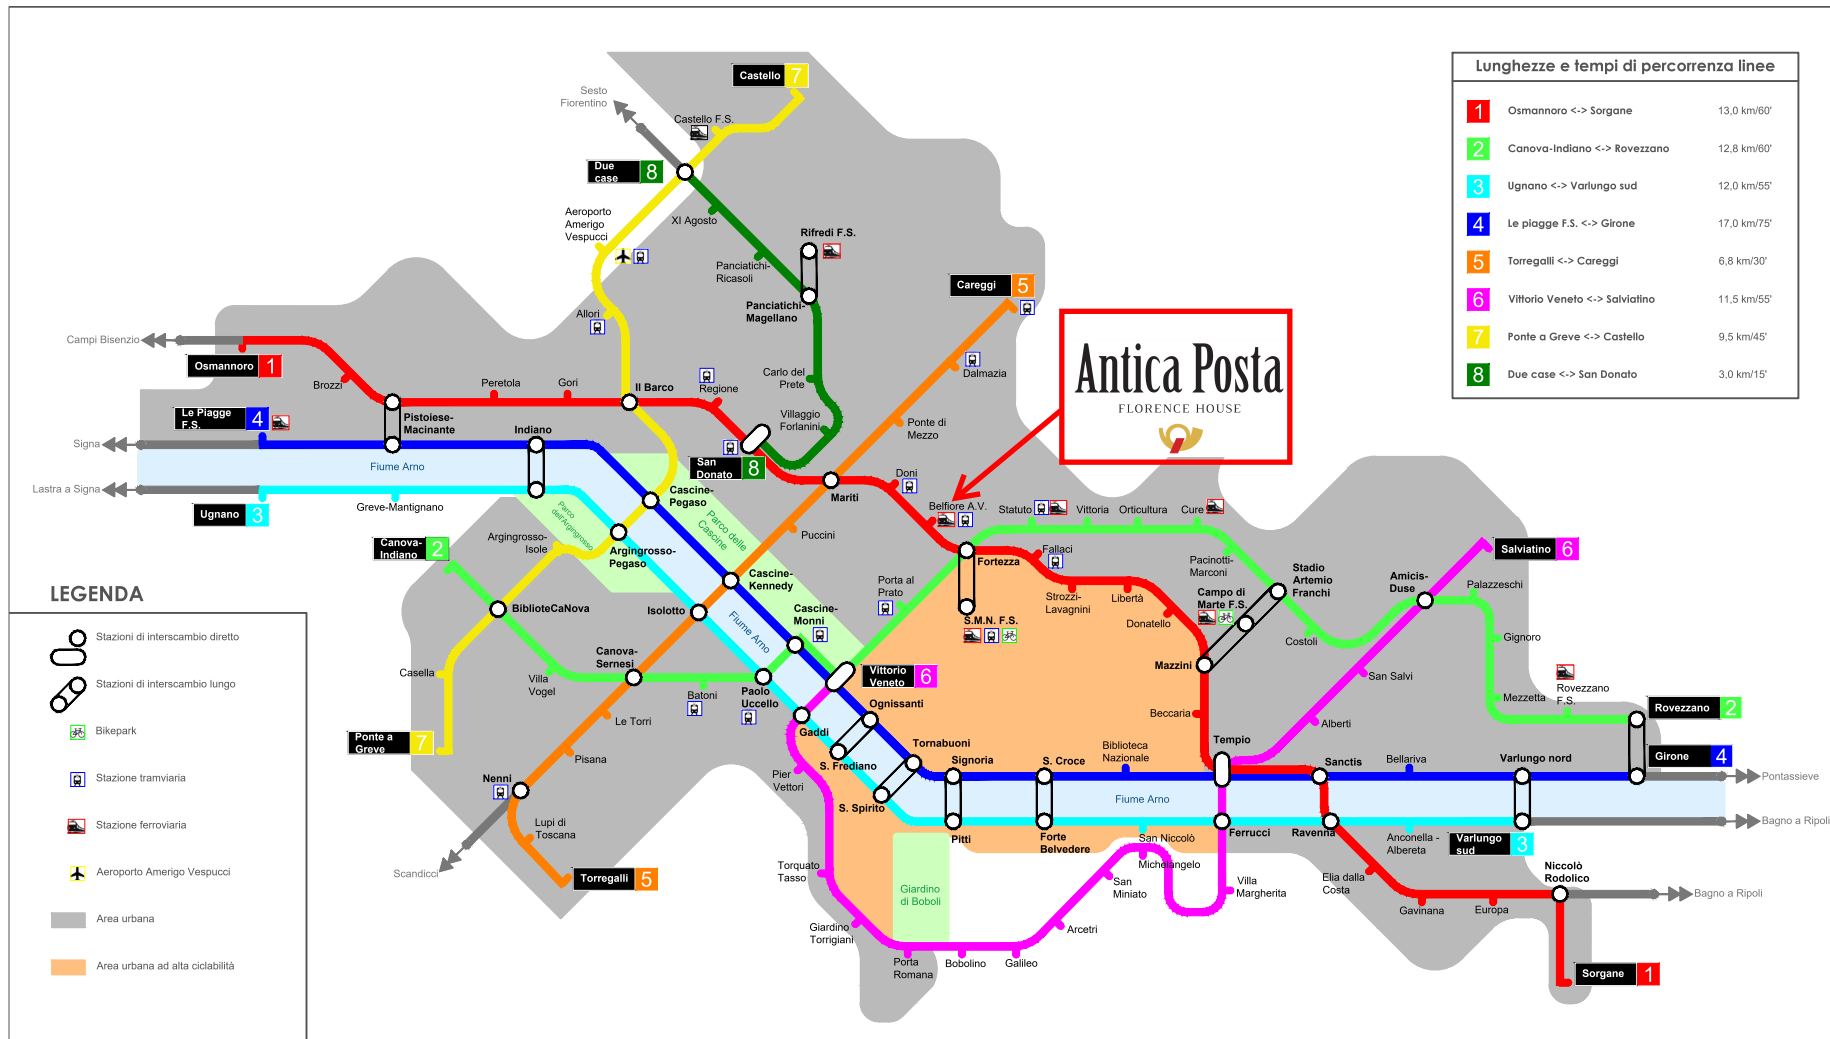 Lunghezze e tempi di percorrenza linee
1 Osmannoro <-> Sorgane 13,0 km/60'
2 Canova-Indiano <-> Rovezzano 12,8 km/60'
3 Ugnano <-> Varlungo sud 12,0 km/55'
4 Le piagge F.S. <-> Girone 17,0 km/75'
5 Torregalli <-> Careggi 6,8 km/30'
6 Vittorio Veneto <-> Salviatino 11,5 km/55'
7 Ponte a Greve <-> Castello 9,5 km/45'
8 Due case <-> San Donato 3,0 km/15'
Castello 7
Sesto
Fiorentino
Castello F.S.
Due
case 8
Aeroporto
Amerigo
Vespucci
XI Agosto
Rifredi F.S.
Panciatichi-
Ricasoli
Panciatichi-
Magellano
Careggi 5
Allori
Campi Bisenzio
Osmannoro 1
Brozzi
Peretola
Gori
Il Barco
Regione
Carlo del
Prete
Dalmazia
Antica Posta
FLORENCE HOUSE
Le Piagge
F.S. 4
Pistoiese-
Macinante
Indiano
Villaggio
Forlanini
Ponte di
Mezzo
Signa
Fiume Arno
San
Donato 8
Lastra a Signa
Ugnano 3
Greve-Mantignano
Cascine-
Pegaso
Mariti
Doni
Belfiore A.V.
Statuto
Vittoria
Orticultura
Cure
Parco
dell'Argingrosso
Parco delle
Cascine
Canova-
Indiano 2
Argingrosso-
Isole
Argingrosso-
Pegaso
Puccini
Fortezza
Fallaci
Pacinotti-
Marconi
Stadio
Artemio
Franchi
Amicis-
Duse
Salviatino 6
Palazzeschi
Cascine-
Kennedy
Porta al
Prato
Strozzi-
Lavagnini
Libertà
Campo di
Marte F.S.
BiblioteCaNova
Isolotto
Fiume Arno
Cascine-
Monni
S.M.N. F.S.
Donatello
Costoli
Gignoro
Casella
Villa
Vogel
Canova-
Sernesi
Batoni
Paolo
Uccello
Vittorio
Veneto 6
Mazzini
San Salvi
Rovezzano
F.S.
Mezzetta
Rovezzano 2
Ponte a
Greve 7
Le Torri
Pisana
Gaddi
Ognissanti
Beccaria
Alberti
Tornabuoni
S. Frediano
Signoria
S. Croce
Biblioteca
Nazionale
Tempio
Sanctis
Bellariva
Varlungo nord
Girone 4
Pontassieve
Nenni
Pier
Vettori
S. Spirito
Fiume Arno
Lupi di
Toscana
Pitti
Forte
Belvedere
San Niccolò
Ferrucci
Ravenna
Anconella -
Albereta
Varlungo
sud 3
Bagno a Ripoli
Scandicci
Torregalli 5
Torquato
Tasso
Giardino
di Boboli
Michelangelo
San
Miniato
Villa
Margherita
Elia dalla
Costa
Gavinana
Europa
Niccolò
Rodolico
Bagno a Ripoli
Giardino
Torrigiani
Porta
Romana
Bobolino
Galileo
Arcetri
Sorgane 1
LEGENDA
Stazioni di interscambio diretto
Stazioni di interscambio lungo
Bikepark
Stazione tramviaria
Stazione ferroviaria
Aeroporto Amerigo Vespucci
Area urbana
Area urbana ad alta ciclabilità